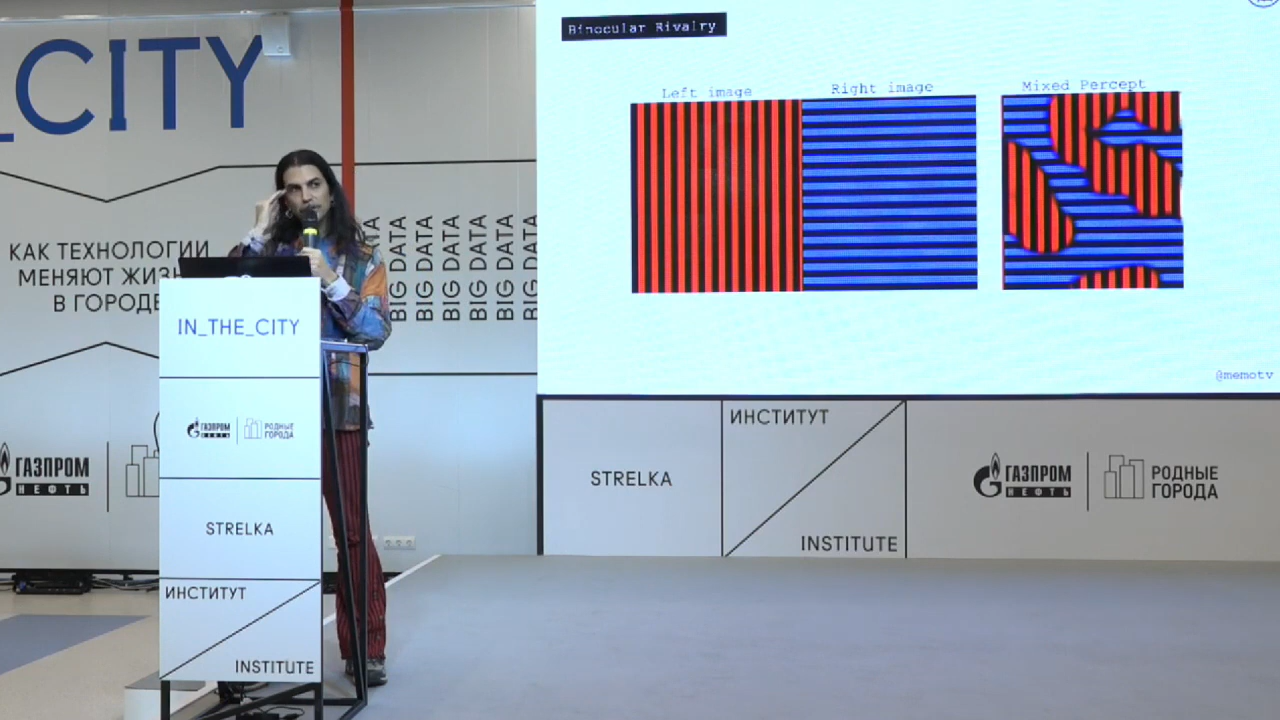 _CITY
КАК ТЕХНОЛОГИИ
МЕНЯЮТ ЖИЗ
В ГОРОДЕ
BIG DATA
BIG DATA
BIG DATA
BIG DATA
BIG DATA
BIG DATA
ГАЗПРОМ
НЕФТЬ
IN_THE_CITY
ГАЗПРОМ
НЕФТЬ
РОДНЫЕ
ГОРОДА
STRELKA
ИНСТИТУТ
INSTITUTE
Binocular Rivalry
Left image
Right image
Mixed Percept
@memotv
STRELKA
ИНСТИТУТ
INSTITUTE
ГАЗПРОМ
НЕФТЬ
РОДНЫЕ
ГОРОДА